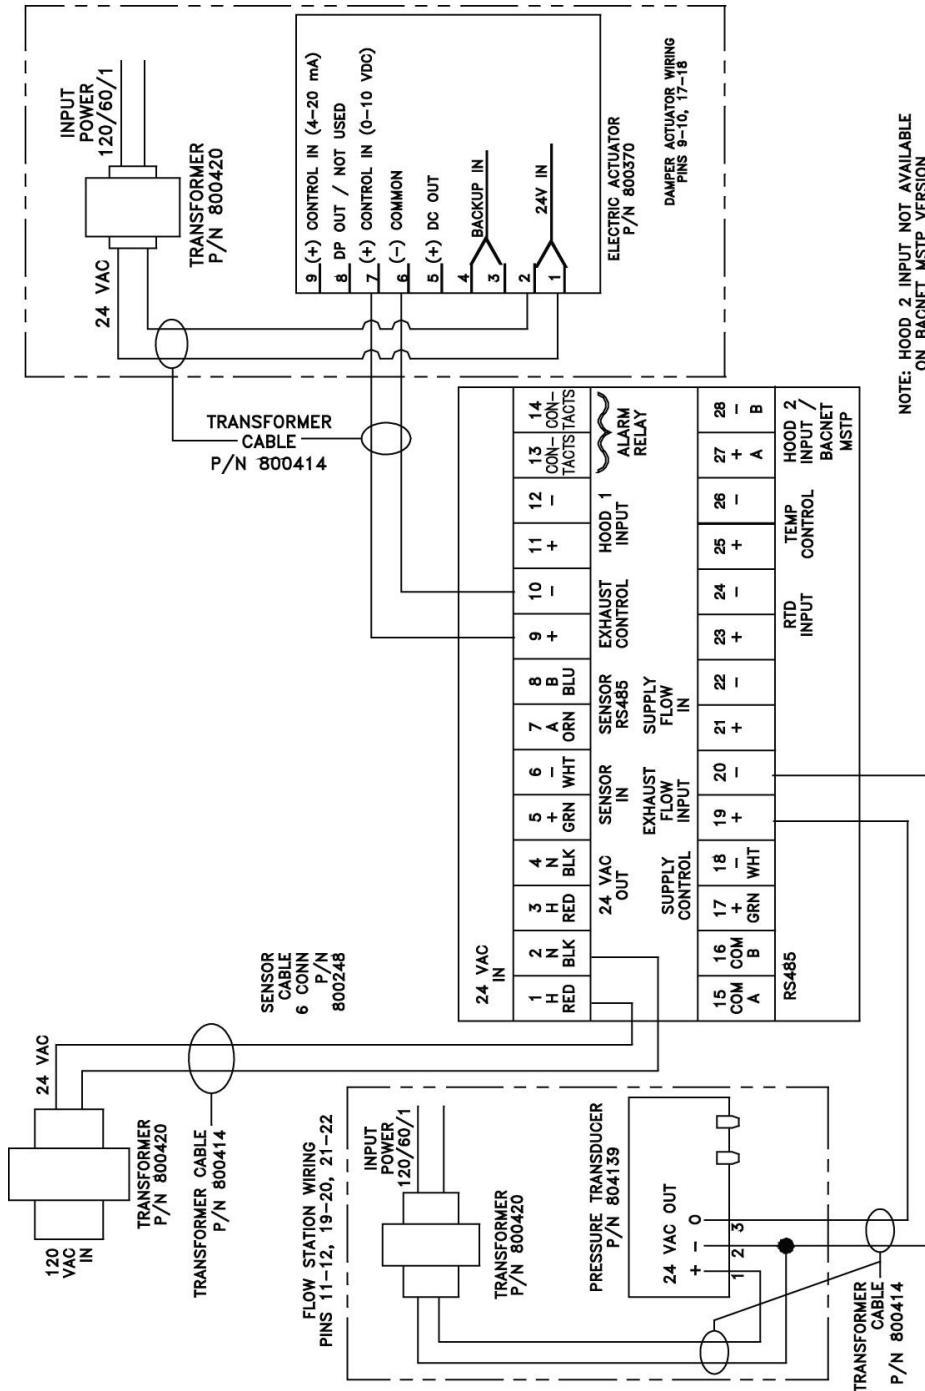 120
VAC
IN
24 VAC
TRANSFORMER
P/N 800420
TRANSFORMER CABLE
P/N 800414
SENSOR
CABLE
6 CONN
P/N
800248
FLOW STATION WIRING
PINS 11-12, 19-20, 21-22
INPUT
POWER
120/60/1
TRANSFORMER
P/N 800420
PRESSURE TRANSDUCER
P/N 804139
24 VAC OUT
+ - O
1 2 3
TRANSFORMER
CABLE
P/N 800414
24 VAC
IN
1 2 3 4 5 6 7 8 9 10 11 12 13 14
H N H N + - A B + - + - CON- CON-
RED BLK RED BLK GRN WHT ORN BLU TACTS TACTS
24 VAC
OUT
SENSOR
IN
SENSOR
RS485
EXHAUST
CONTROL
HOOD 1
INPUT
ALARM
RELAY
SUPPLY
CONTROL
EXHAUST
FLOW
INPUT
SUPPLY
FLOW
IN
15 16 17 18 19 20 21 22 23 24 25 26 27 28
COM COM + - + - + - + - + - + -
A B GRN WHT A B
RS485
RTD
INPUT
TEMP
CONTROL
HOOD 2
INPUT /
BACNET
MSTP
INPUT
POWER
120/60/1
TRANSFORMER
P/N 800420
24 VAC
TRANSFORMER
CABLE
P/N 800414
9 (+) CONTROL IN (4-20 mA)
8 DP OUT / NOT USED
7 (+) CONTROL IN (0-10 VDC)
6 (-) COMMON
5 (+) DC OUT
4
BACKUP IN
3
2
24V IN
1
ELECTRIC ACTUATOR
P/N 800370
DAMPER ACTUATOR WIRING
PINS 9-10, 17-18
NOTE: HOOD 2 INPUT NOT AVAILABLE
ON BACNET MSTP VERSION